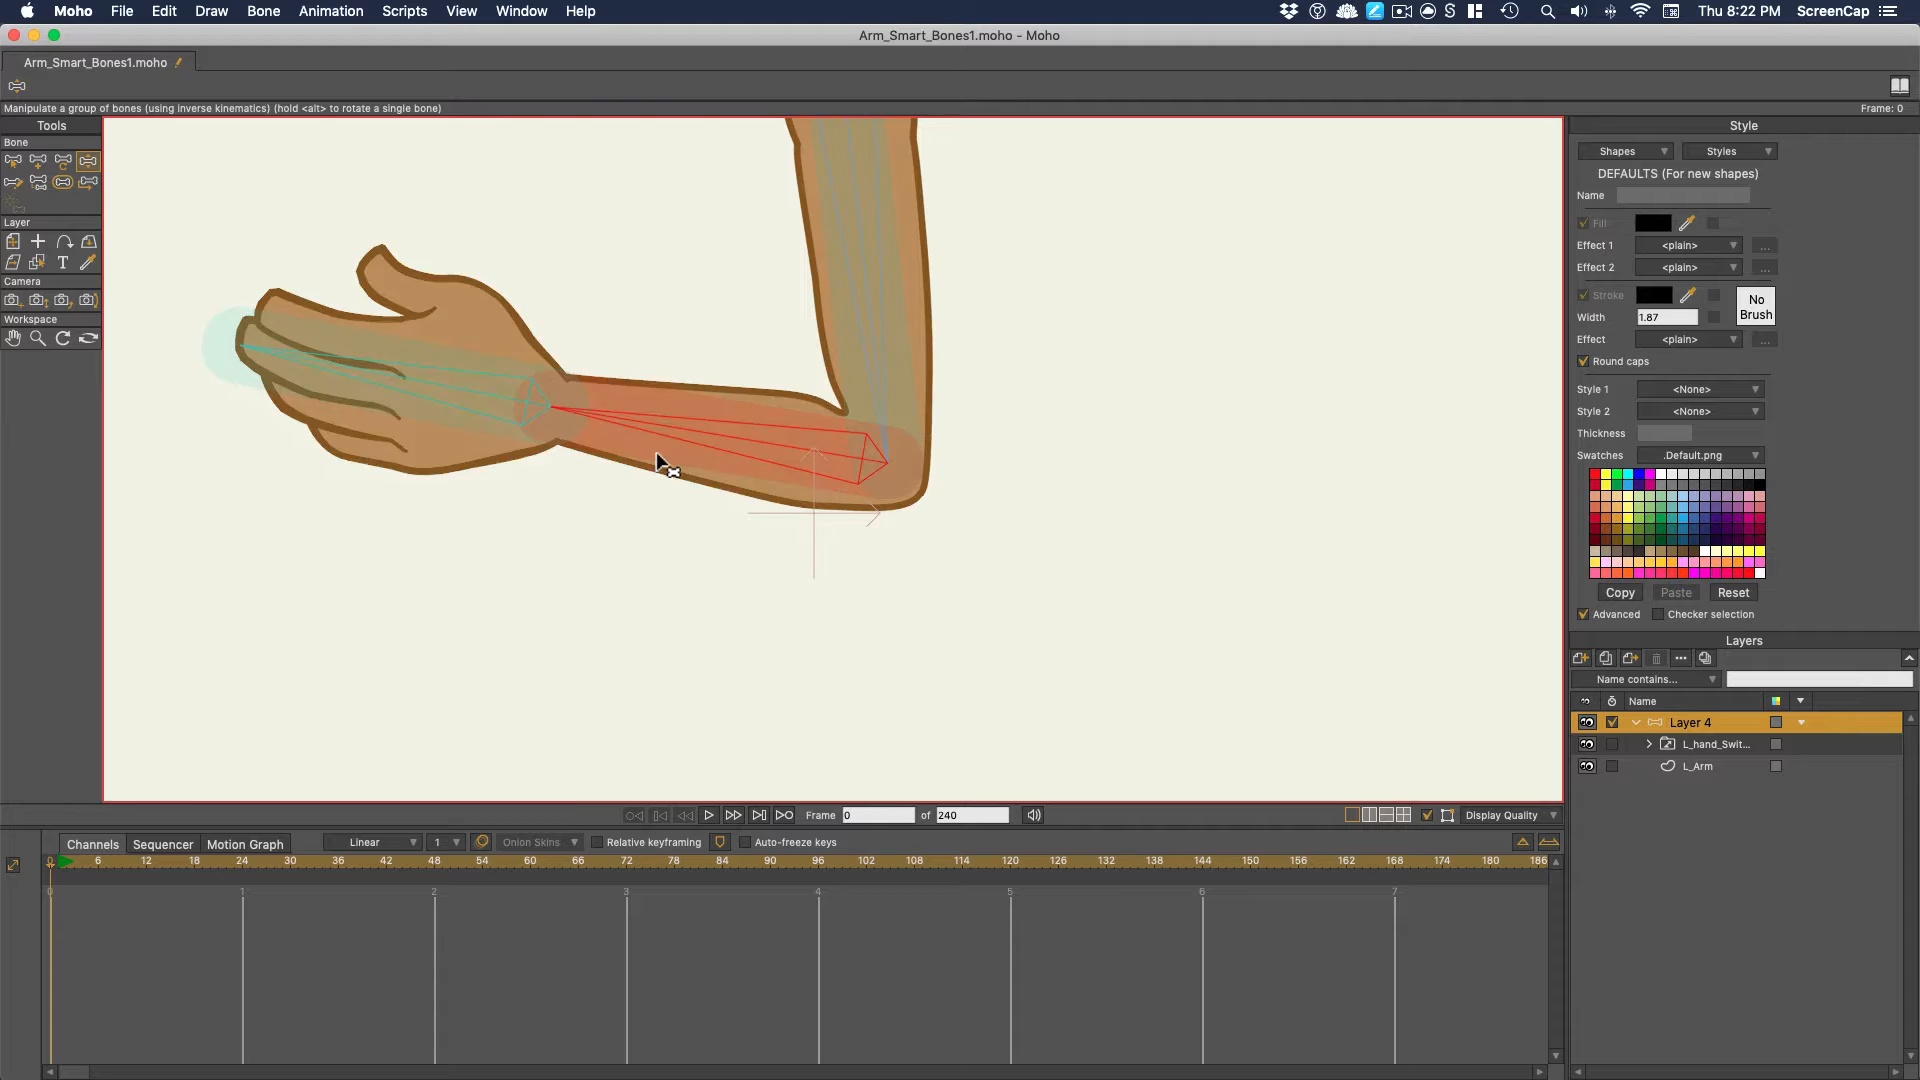 Moho File Edit Draw Bone Animation Scripts View Window Help Thu 8:22 PM ScreenCap
Arm_Smart_Bones1.moho - Moho
Arm_Smart_Bones1.moho
Manipulate a group of bones (using inverse kinematics) (hold <alt> to rotate a single bone) Frame: 0
Tools
Bone
Layer
Camera
Workspace
Style
Shapes Styles
DEFAULTS (For new shapes)
Name
Fill
Effect 1 <plain> ...
Effect 2 <plain> ...
Stroke
No Brush
Width 1.87
Effect <plain> ...
Round caps
Style 1 <None>
Style 2 <None>
Thickness
Swatches .Default.png
Copy Paste Reset
Advanced Checker selection
Layers
Name contains...
Name
Layer 4
L_hand_Swit...
L_Arm
Frame 0 of 240 Display Quality
Channels Sequencer Motion Graph Linear 1 Onion Skins Relative keyframing Auto-freeze keys
6 12 18 24 30 36 42 48 54 60 66 72 78 84 90 96 102 108 114 120 126 132 138 144 150 156 162 168 174 180 186
0 1 2 3 4 5 6 7